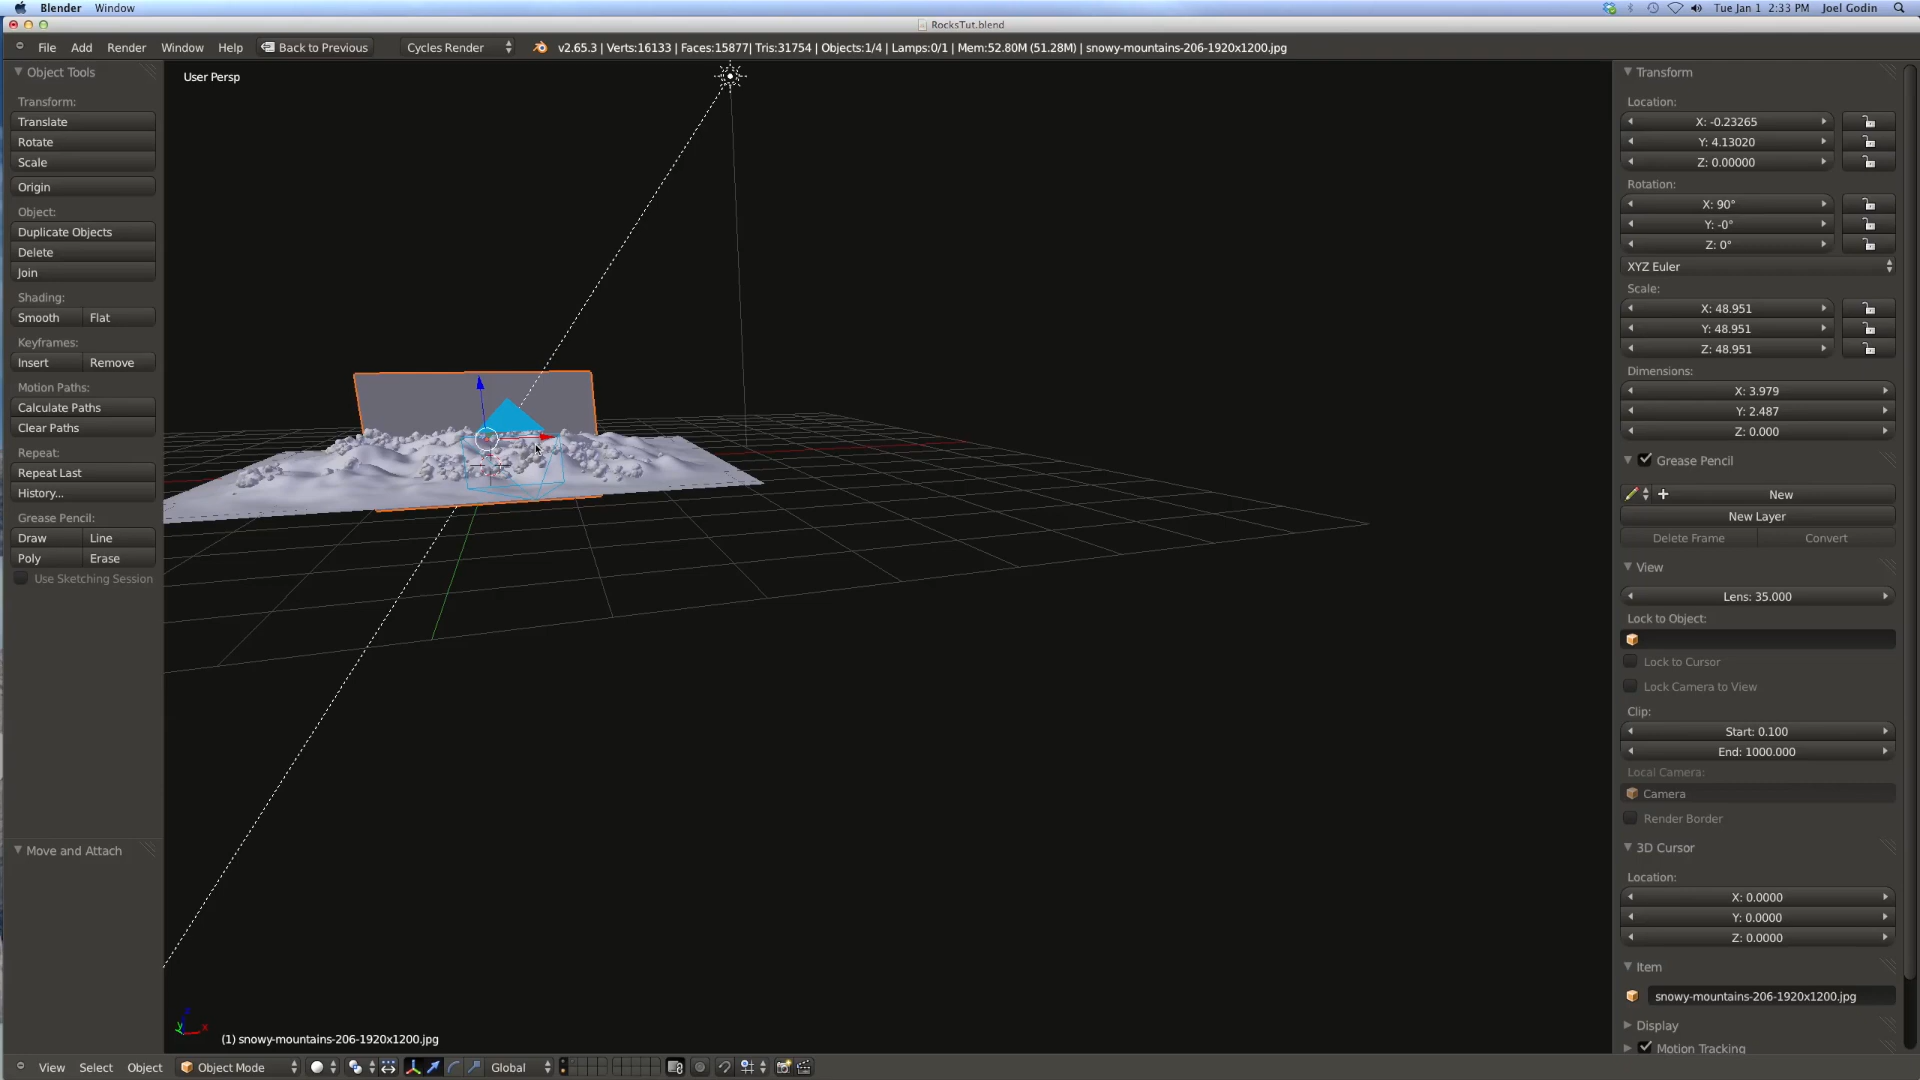 Blender Window Tue Jan 1 2:33 PM Joel Godin
RocksTut.blend
File Add Render Window Help Back to Previous Cycles Render v2.65.3 | Verts:16133 | Faces:15877| Tris:31754 | Objects:1/4 | Lamps:0/1 | Mem:52.80M (51.28M) | snowy-mountains-206-1920x1200.jpg
Object Tools
Transform:
Translate
Rotate
Scale
Origin
Object:
Duplicate Objects
Delete
Join
Shading:
Smooth Flat
Keyframes:
Insert Remove
Motion Paths:
Calculate Paths
Clear Paths
Repeat:
Repeat Last
History...
Grease Pencil:
Draw Line
Poly Erase
Use Sketching Session
Move and Attach
User Persp
z
y x
(1) snowy-mountains-206-1920x1200.jpg
Transform
Location:
X: -0.23265
Y: 4.13020
Z: 0.00000
Rotation:
X: 90°
Y: -0°
Z: 0°
XYZ Euler
Scale:
X: 48.951
Y: 48.951
Z: 48.951
Dimensions:
X: 3.979
Y: 2.487
Z: 0.000
Grease Pencil
New
New Layer
Delete Frame Convert
View
Lens: 35.000
Lock to Object:
Lock to Cursor
Lock Camera to View
Clip:
Start: 0.100
End: 1000.000
Local Camera:
Camera
Render Border
3D Cursor
Location:
X: 0.0000
Y: 0.0000
Z: 0.0000
Item
snowy-mountains-206-1920x1200.jpg
Display
Motion Tracking
View Select Object Object Mode Global